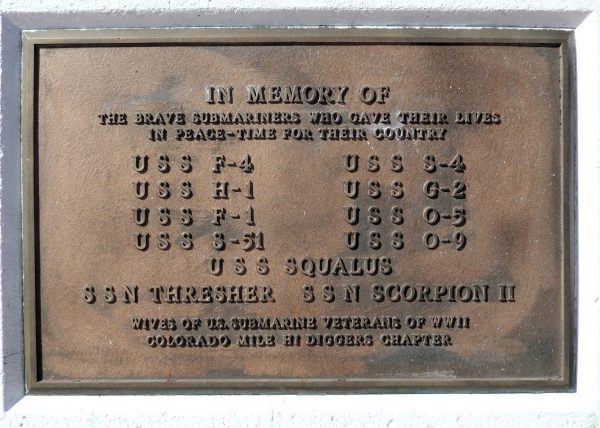 IN MEMORY OF
THE BRAVE SUBMARINERS WHO GAVE THEIR LIVES
IN PEACE-TIME FOR THEIR COUNTRY
USS F-4 USS S-4
USS H-1 USS G-2
USS F-1 USS O-5
USS S-51 USS O-9
USS SQUALUS
SSN THRESHER SSN SCORPION II
WIVES OF U.S. SUBMARINE VETERANS OF WWII
COLORADO MILE HI DIGGERS CHAPTER